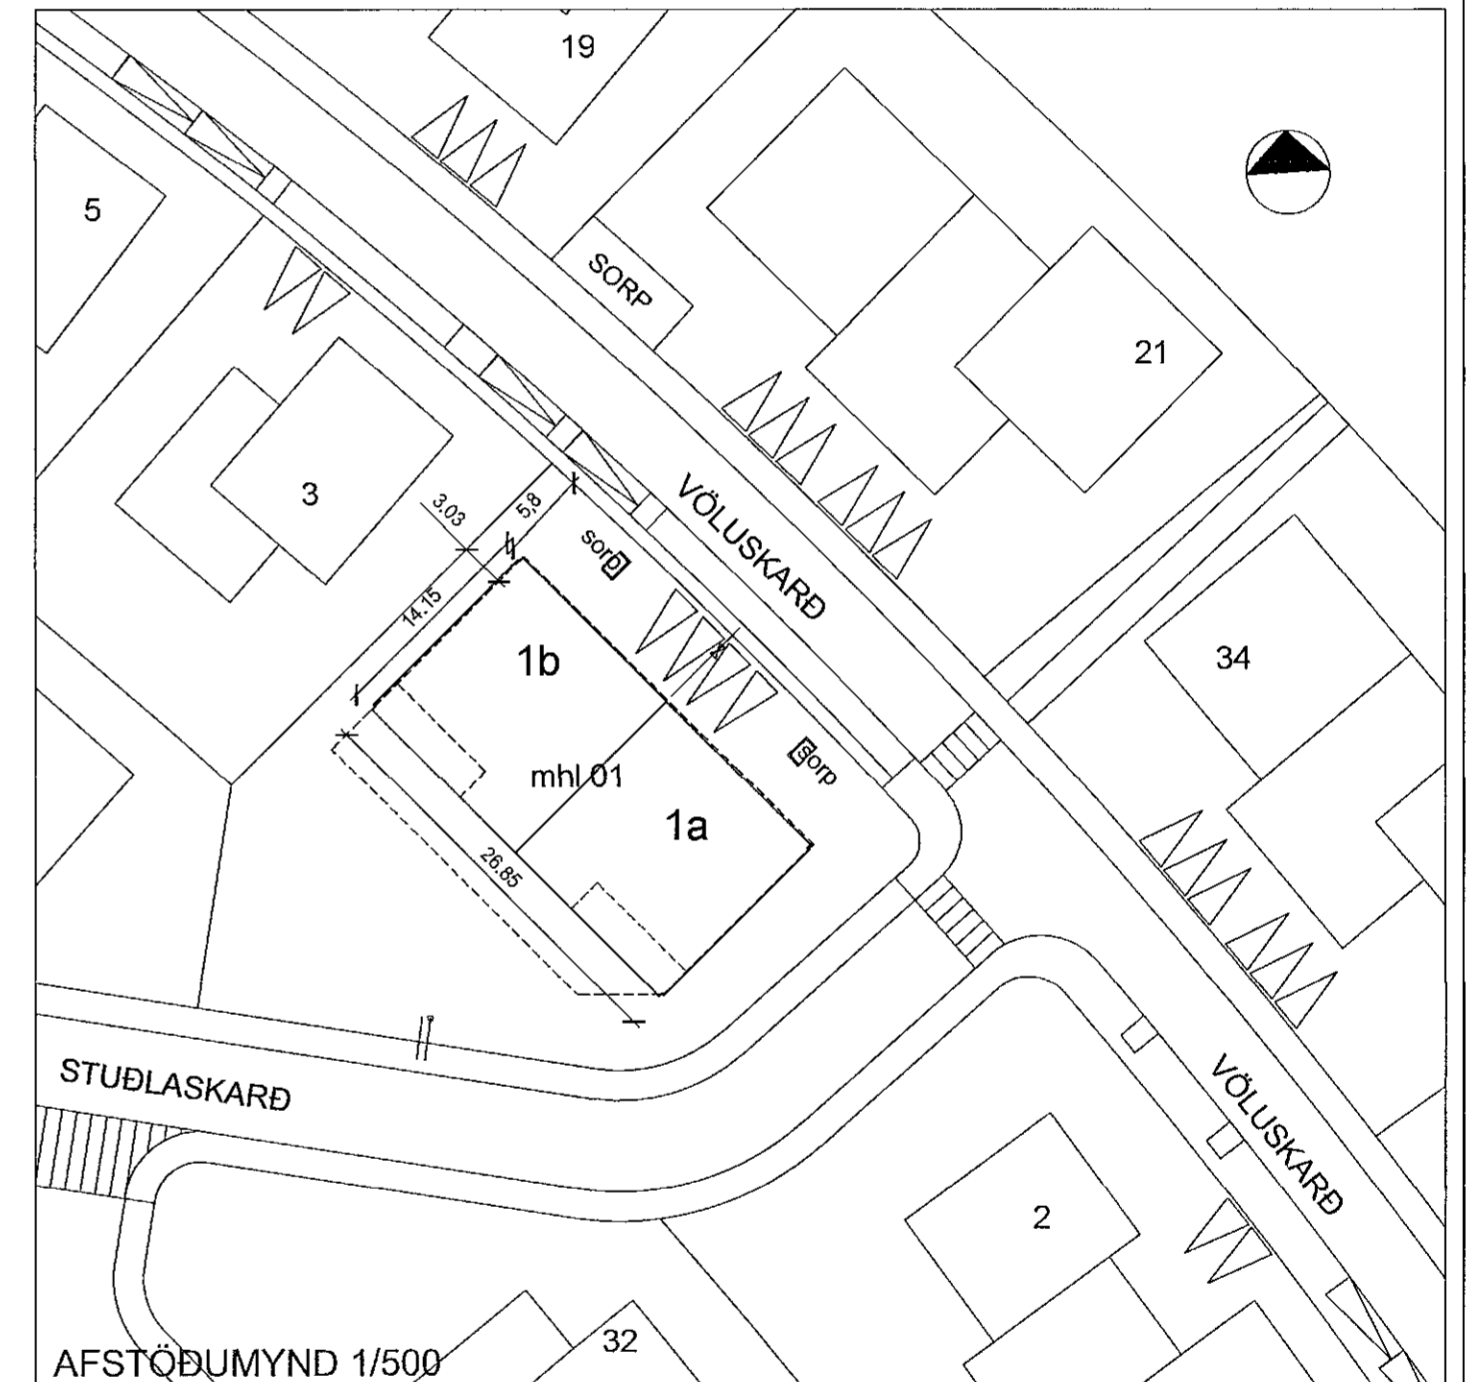 19
5
SORP
21
3
3.03
5,8
sorp
VÖLUSKARÐ
14.15
1b
34
mhl 01
sorp
1a
26.85
STUÐLASKARÐ
VÖLUSKARÐ
2
32
AFSTÖÐUMYND 1/500